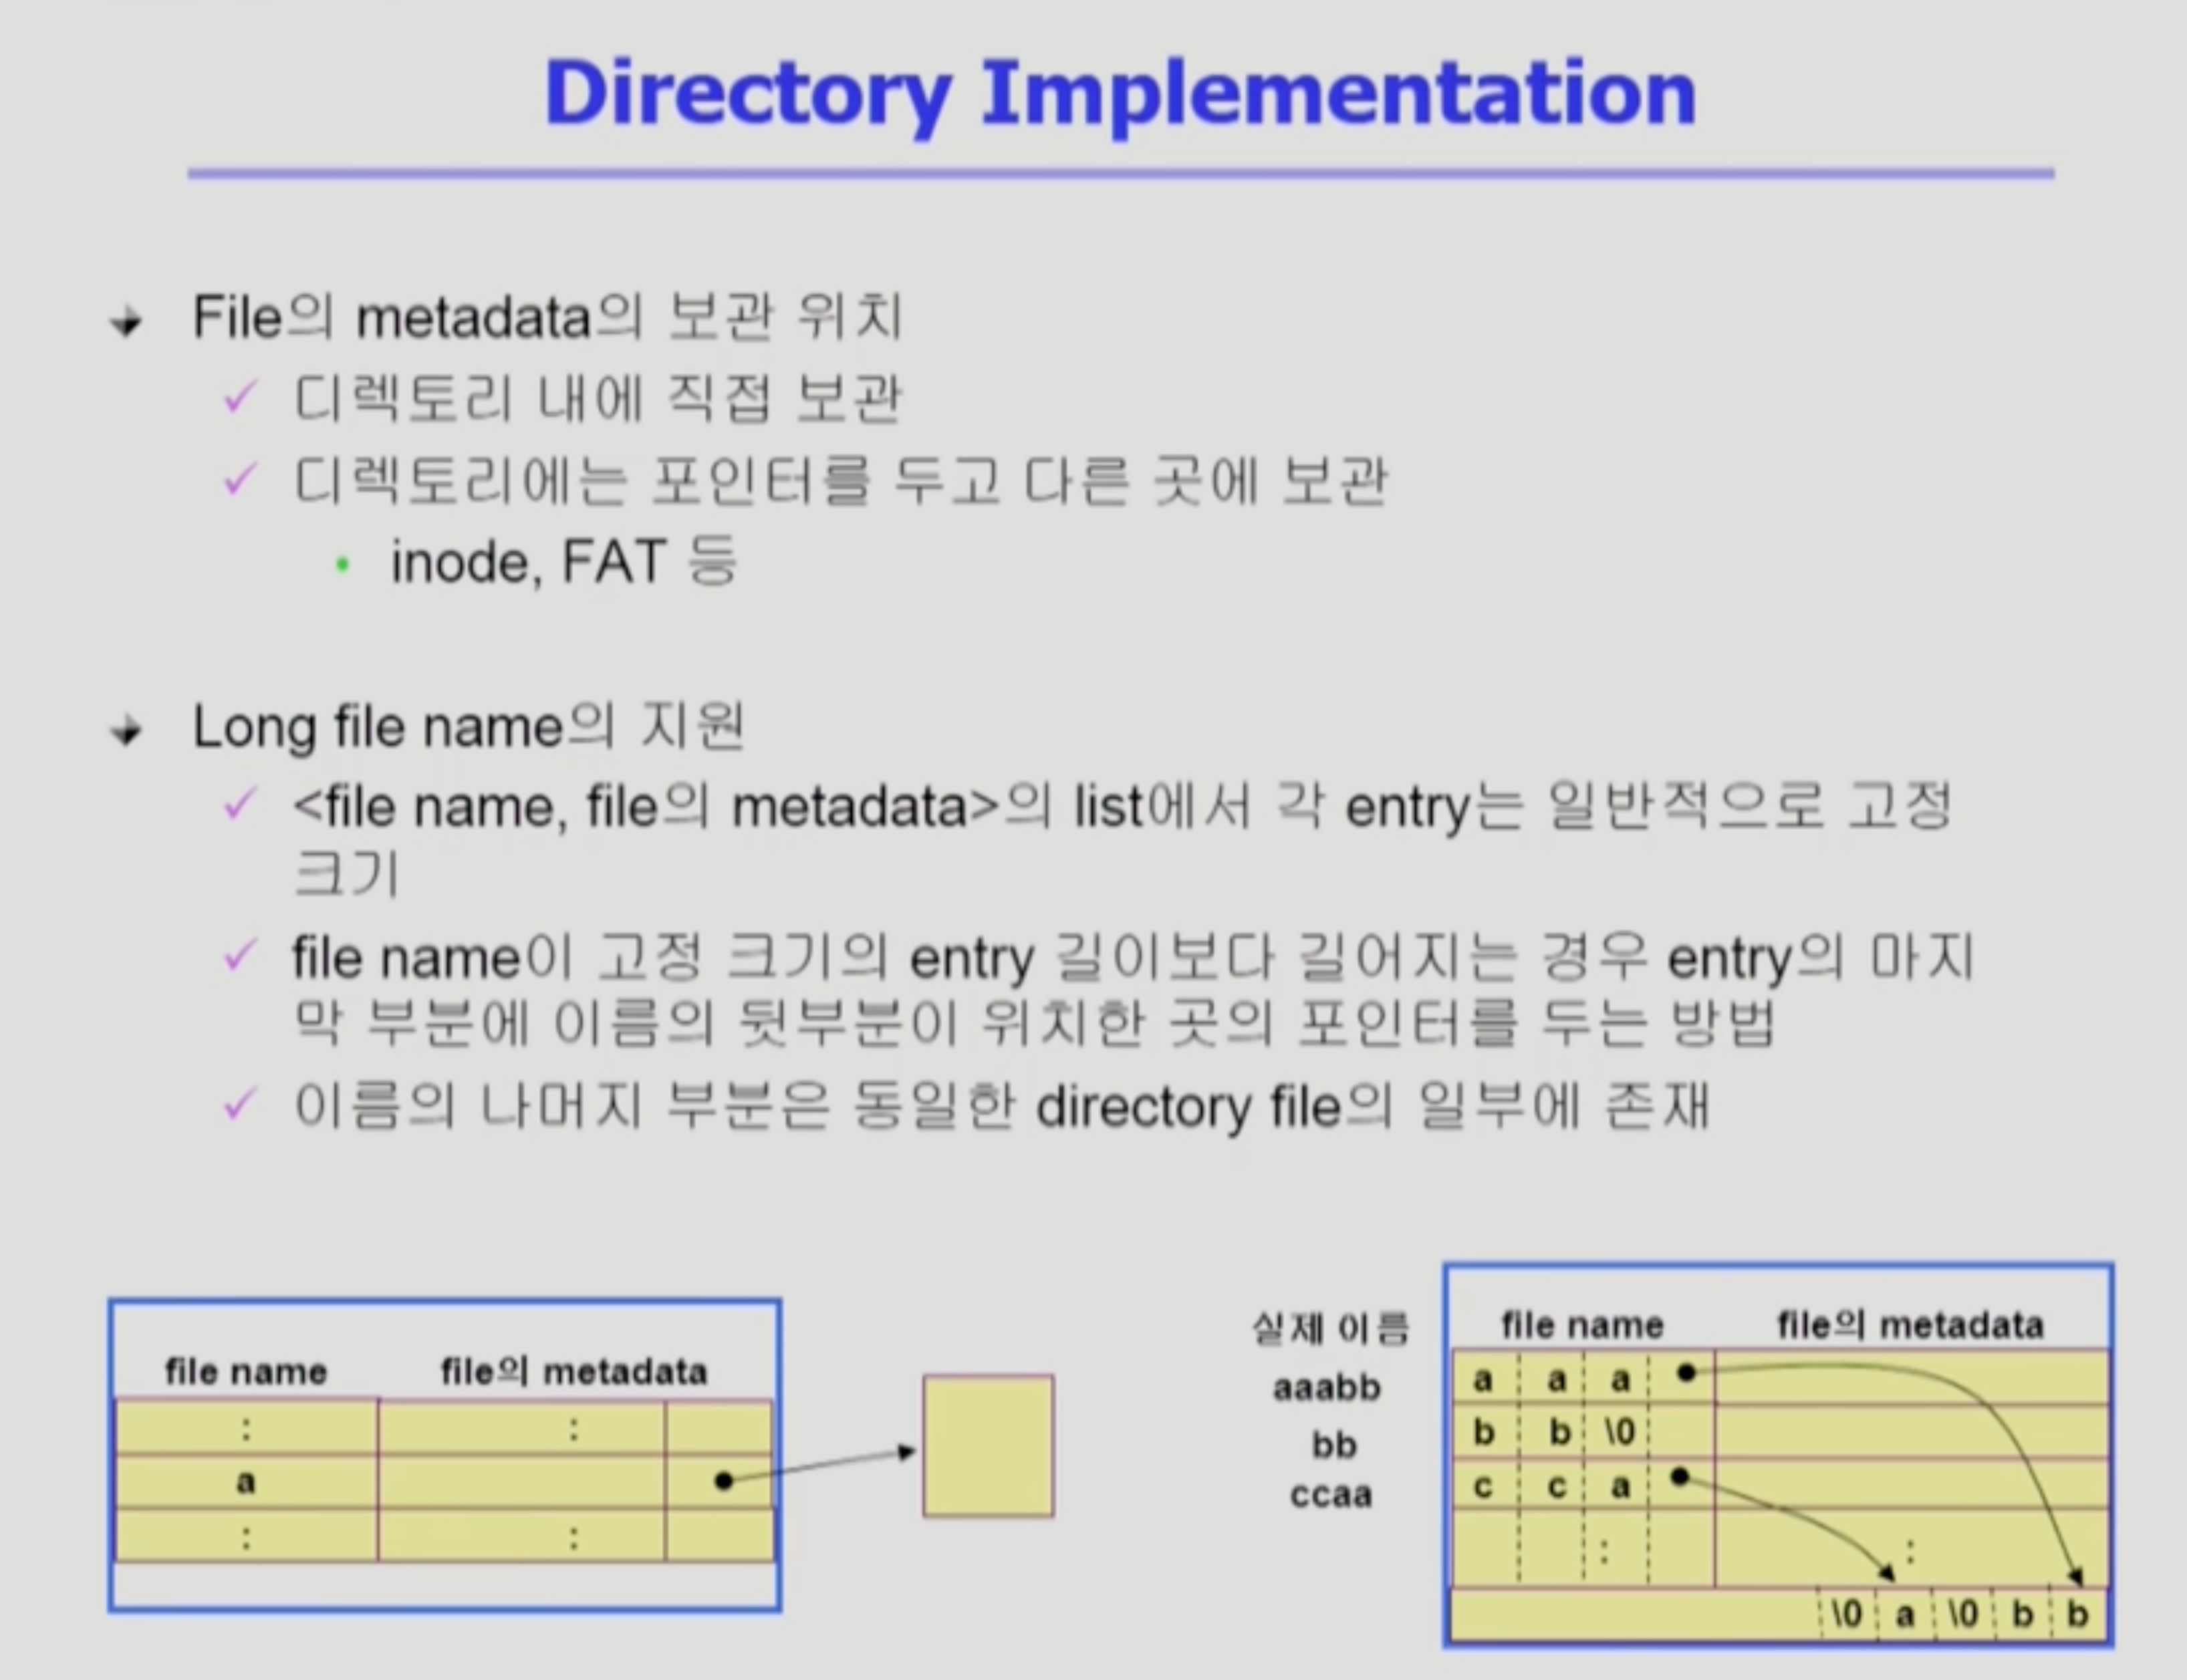 Directory Implementation
File의 metadata의 보관 위치
디렉토리 내에 직접 보관
디렉토리에는 포인터를 두고 다른 곳에 보관
inode, FAT 등
Long file name의 지원
<file name, file의 metadata>의 list에서 각 entry는 일반적으로 고정
크기
file name이 고정 크기의 entry 길이보다 길어지는 경우 entry의 마지
막 부분에 이름의 뒷부분이 위치한 곳의 포인터를 두는 방법
이름의 나머지 부분은 동일한 directory file의 일부에 존재
file name file의 metadata
: :
a
: :
실제 이름
aaabb
bb
ccaa
file name file의 metadata
a a a
b b \0
c c a
: :
\0 a \0 b b